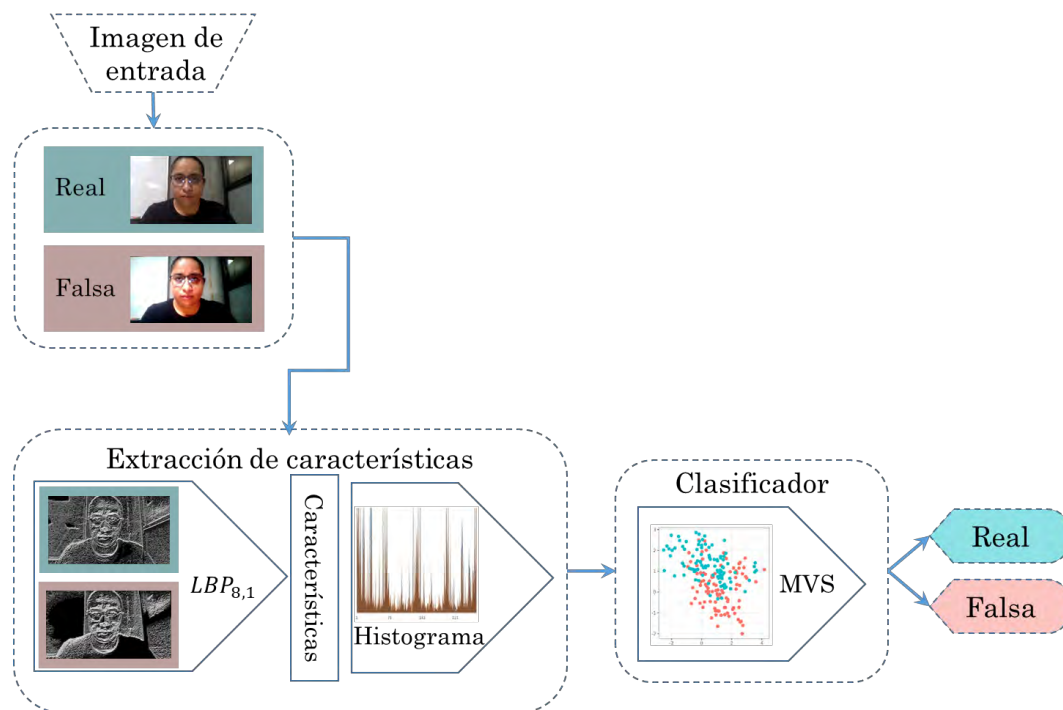 Imagen de
entrada
Real
Falsa
Extracción de características
LBP8,1
Características
Histograma
Clasificador
MVS
Real
Falsa